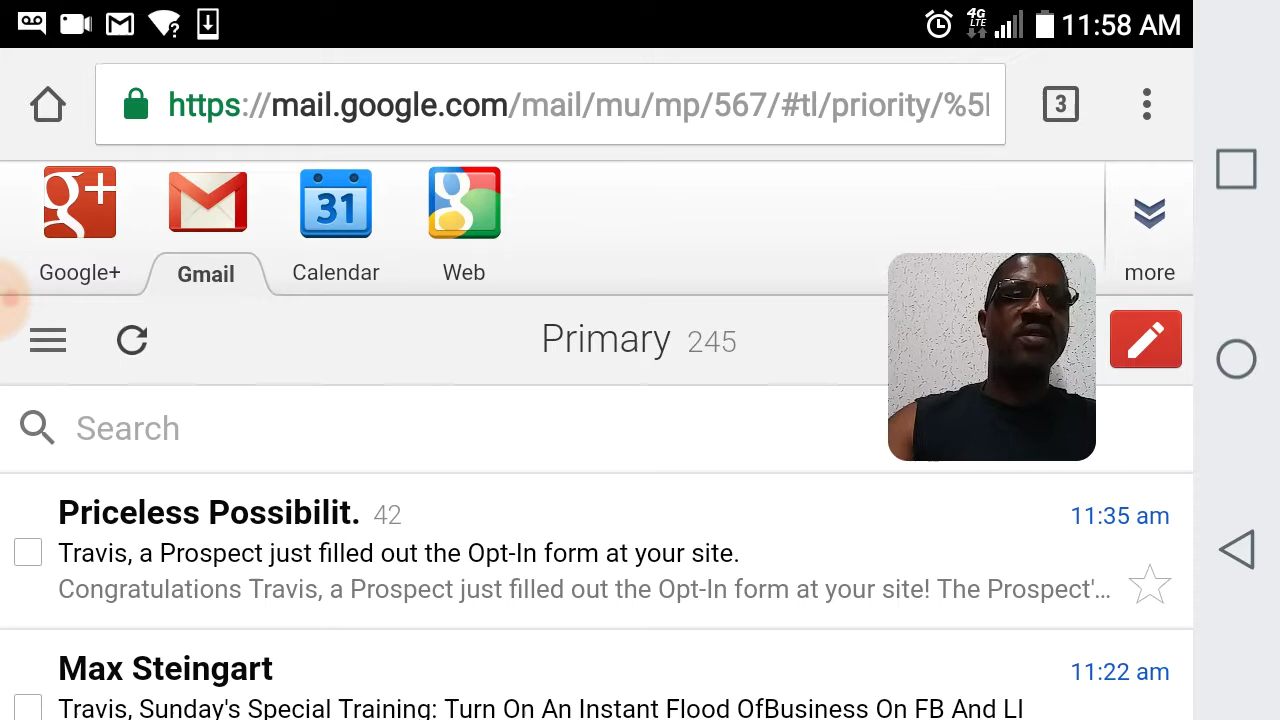 4G
LTE
11:58 AM
https://mail.google.com/mail/mu/mp/567/#tl/priority/%5
3
g+
31
g
Google+
Gmail
Calendar
Web
more
Primary 245
Search
Priceless Possibilit. 42
11:35 am
Travis, a Prospect just filled out the Opt-In form at your site.
Congratulations Travis, a Prospect just filled out the Opt-In form at your site! The Prospect'...
Max Steingart
11:22 am
Travis, Sunday's Special Training: Turn On An Instant Flood OfBusiness On FB And LI